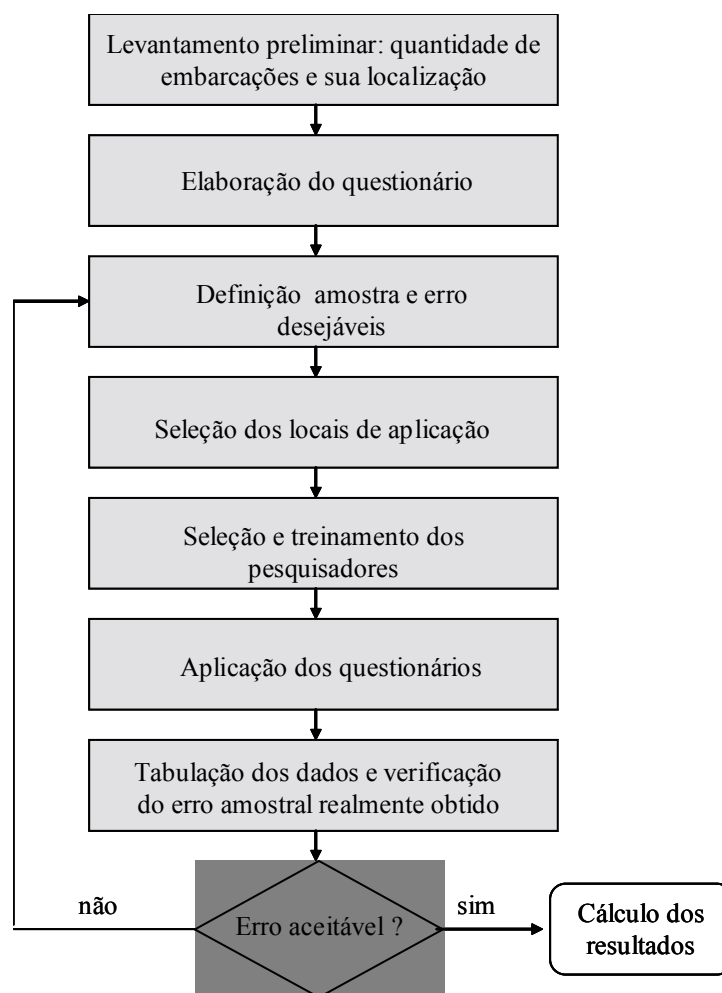 Levantamento preliminar: quantidade de
embarcações e sua localização
Elaboração do questionário
Definição amostra e erro
desejáveis
Seleção dos locais de aplicação
Seleção e treinamento dos
pesquisadores
Aplicação dos questionários
Tabulação dos dados e verificação
do erro amostral realmente obtido
não
Erro aceitável ?
sim
Cálculo dos
resultados